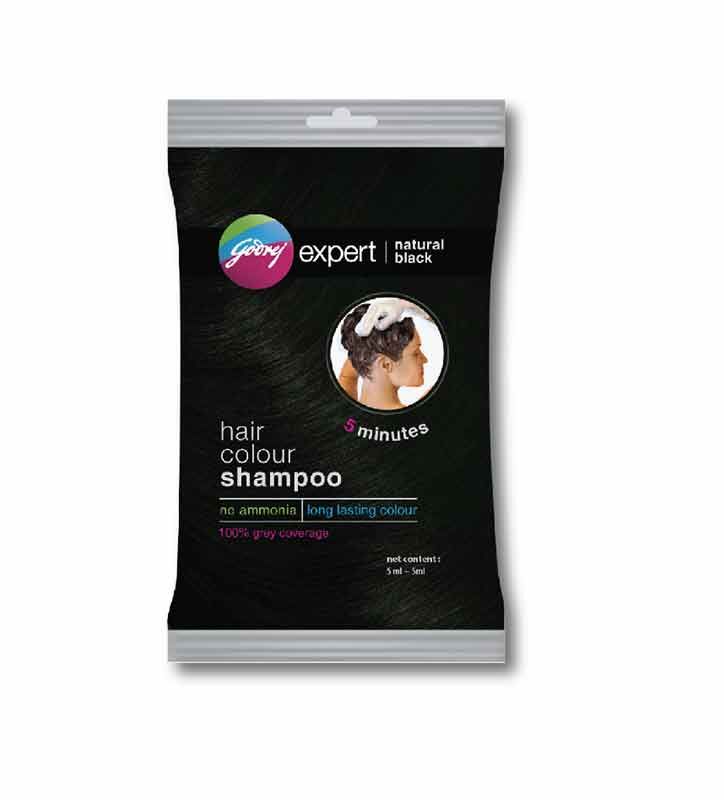 Godrej expert | natural black
5 minutes
hair
colour
shampoo
no ammonia | long lasting colour
100% grey coverage
net content:
5 ml + 5ml